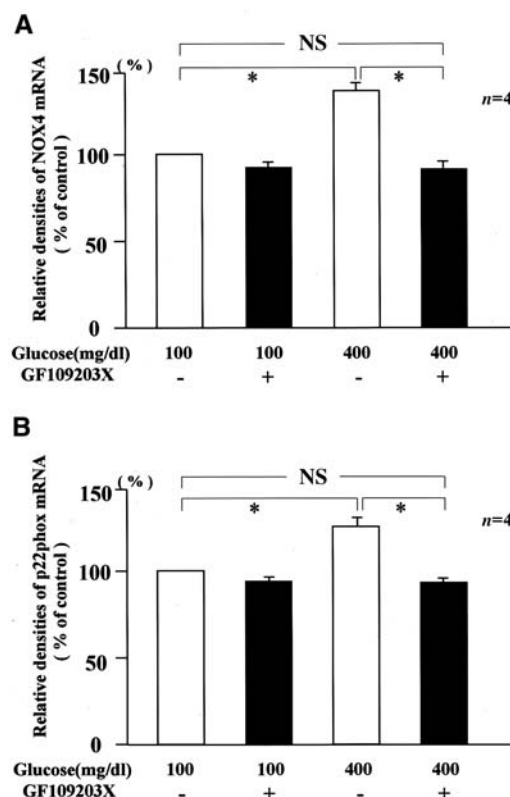 A
NS
( % )
150
*
*
n=4
Relative densities of NOX4 mRNA
( % of control )
100
50
0
Glucose(mg/dl) 100 100 400 400
GF109203X - + - +
B
NS
( % )
150
*
*
n=4
Relative densities of p22phox mRNA
( % of control )
100
50
0
Glucose(mg/dl) 100 100 400 400
GF109203X - + - +